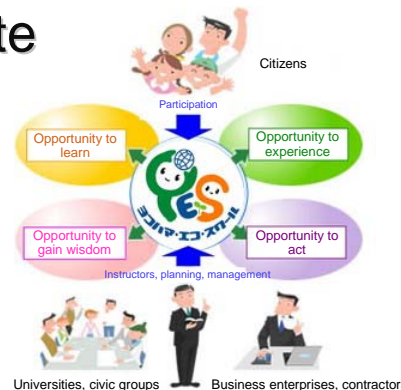 te
Citizens
Participation
Opportunity to
learn
Opportunity to
experience
YES
ヨコハマ・エコ・スクール
Opportunity to
gain wisdom
Opportunity to
act
Instructors, planning, management
Universities, civic groups
Business enterprises, contractor